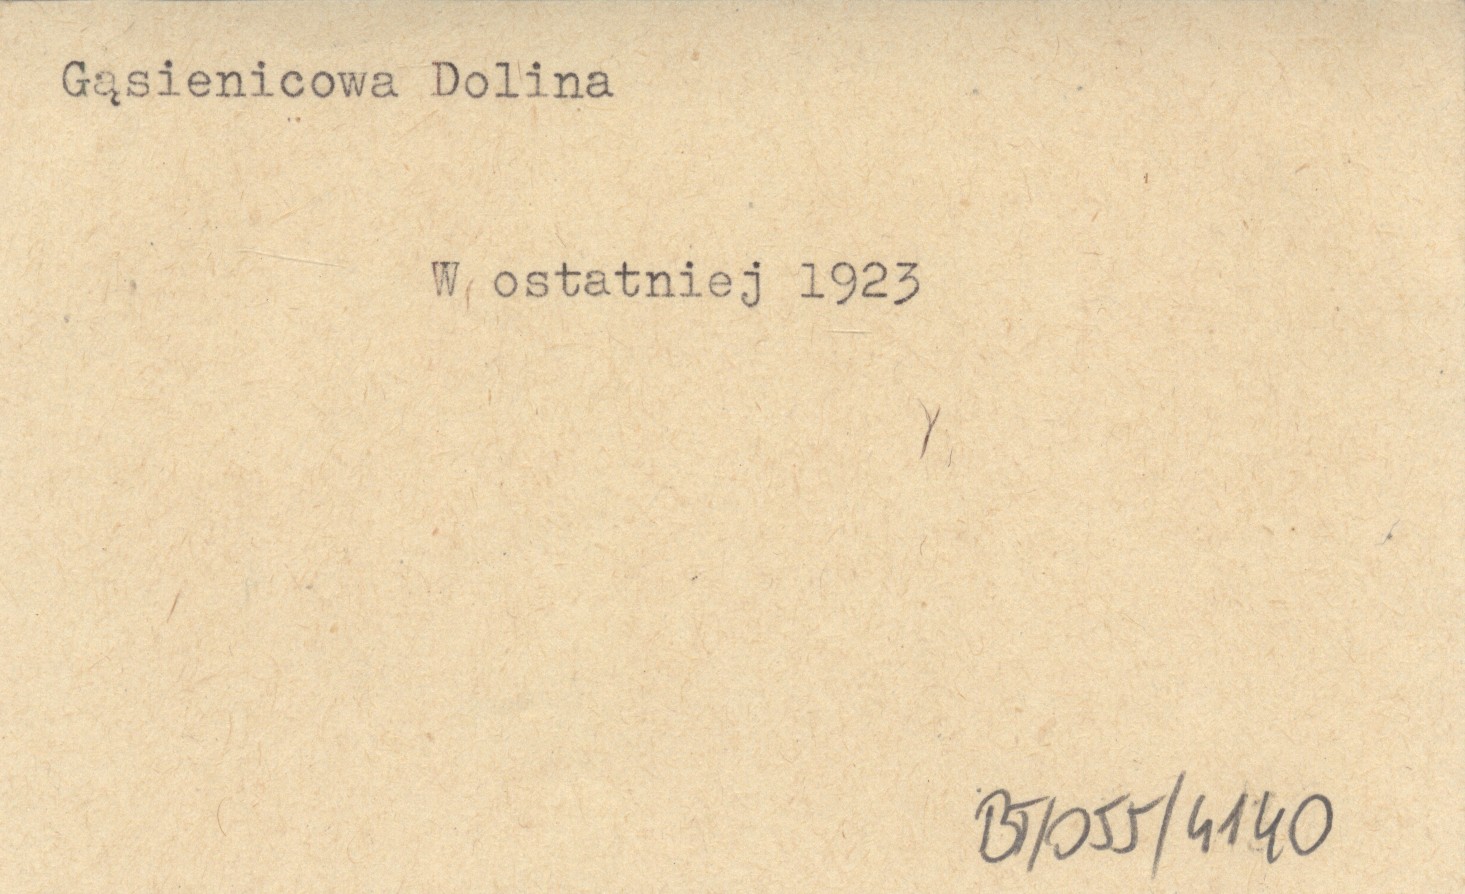 Gąsienicowa Dolina
W ostatniej 1923
BT/055/4140